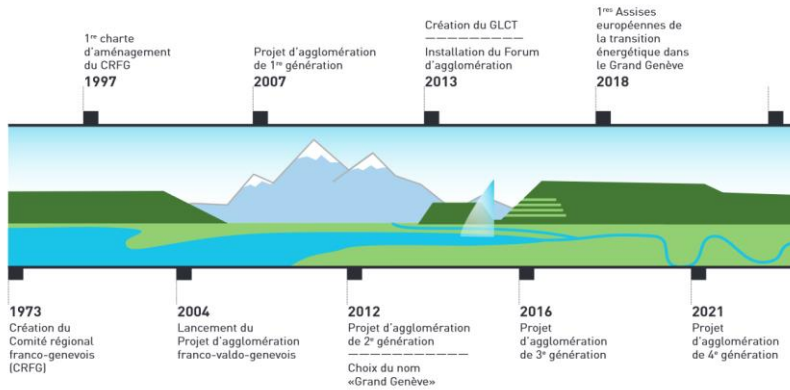 1re charte
d'aménagement
du CRFG
1997
Projet d'agglomération
de 1re génération
2007
Création du GLCT
Installation du Forum
d'agglomération
2013
1res Assises
européennes de
la transition
énergétique dans
le Grand Genève
2018
1973
Création du
Comité régional
franco-genevois
(CRFG)
2004
Lancement du
Projet d'agglomération
franco-valdo-genevois
2012
Projet d'agglomération
de 2e génération
Choix du nom
«Grand Genève»
2016
Projet
d'agglomération
de 3e génération
2021
Projet
d'agglomération
de 4e génération